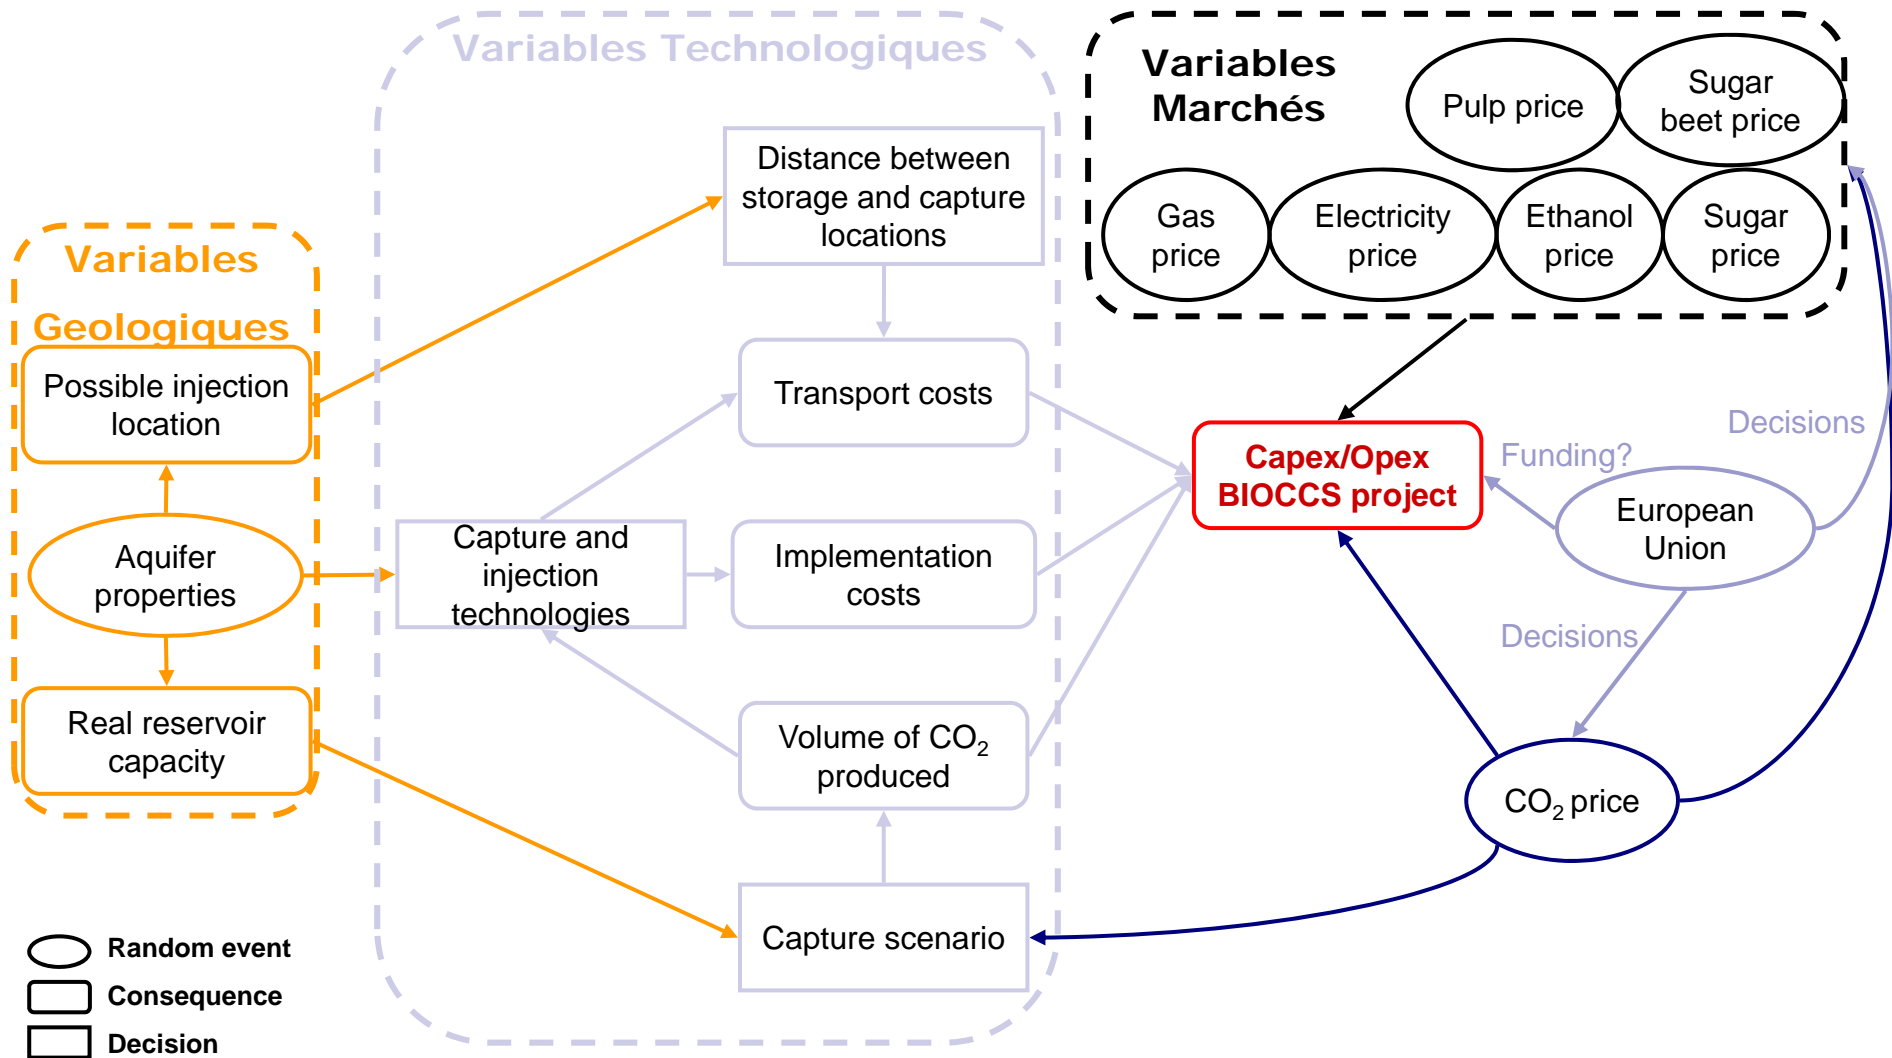 Variables Technologiques
Variables
Marchés
Pulp price
Sugar
beet price
Gas
price
Electricity
price
Ethanol
price
Sugar
price
Distance between
storage and capture
locations
Variables
Geologiques
Possible injection
location
Transport costs
Capex/Opex
BIOCCS project
Funding?
Decisions
European
Union
Aquifer
properties
Capture and
injection
technologies
Implementation
costs
Decisions
Real reservoir
capacity
Volume of CO₂
produced
CO₂ price
Capture scenario
Random event
Consequence
Decision